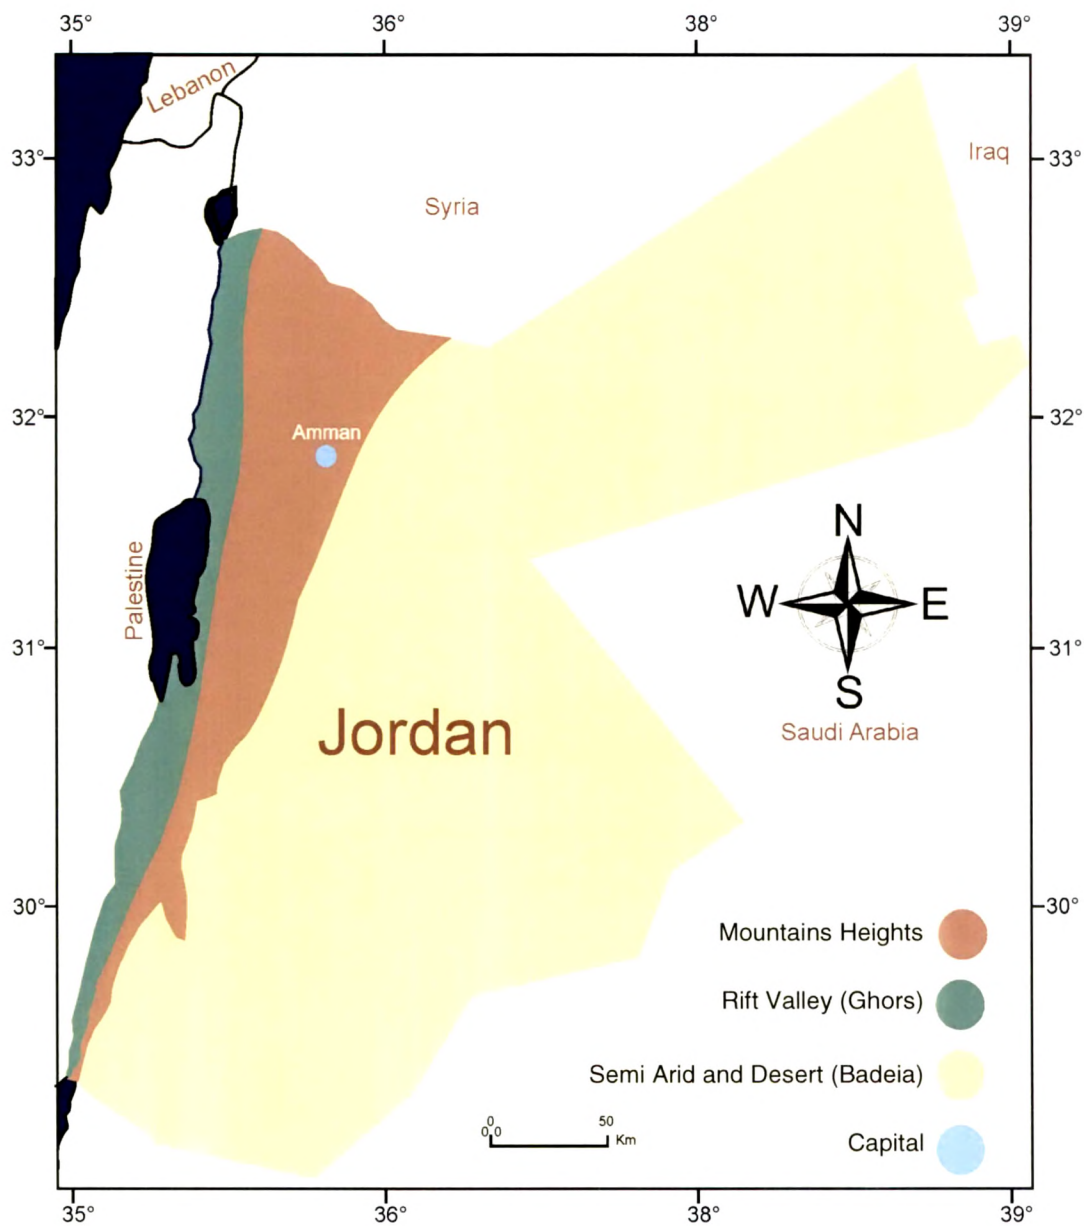 35° 36° 38° 39°
Lebanon
33° 33°
Iraq
Syria
32° 32°
Amman
N
W E
S
Palestine
31° 31°
Jordan
Saudi Arabia
30° 30°
Mountains Heights
Rift Valley (Ghors)
Semi Arid and Desert (Badeia)
0 50
0,0 Km
Capital
35° 36° 38° 39°